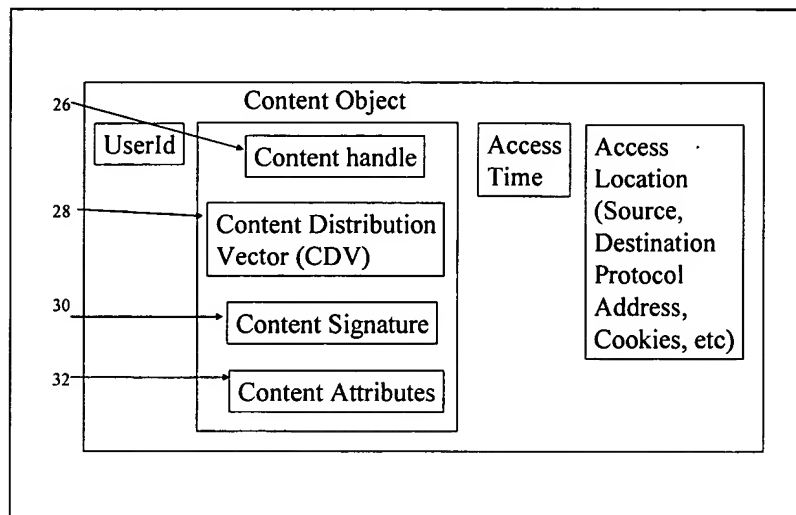 Content Object
26
UserId
Content handle
Access
Time
Access
Location
(Source,
Destination
Protocol
Address,
Cookies, etc)
28
Content Distribution
Vector (CDV)
30
Content Signature
32
Content Attributes